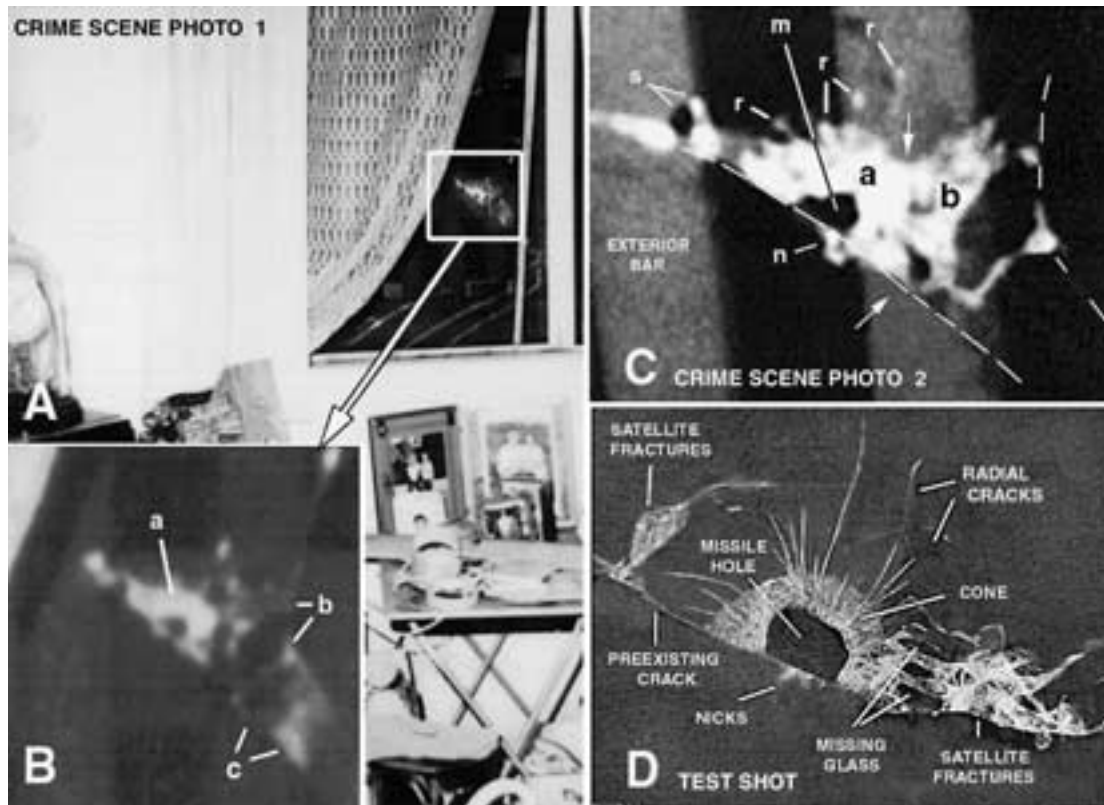 CRIME SCENE PHOTO 1
A
a
b
c
B
m
r
r
s
r
a
b
EXTERIOR
BAR
n
C CRIME SCENE PHOTO 2
SATELLITE
FRACTURES
RADIAL
CRACKS
MISSILE
HOLE
CONE
PREEXISTING
CRACK
NICKS
MISSING
GLASS
SATELLITE
FRACTURES
D TEST SHOT